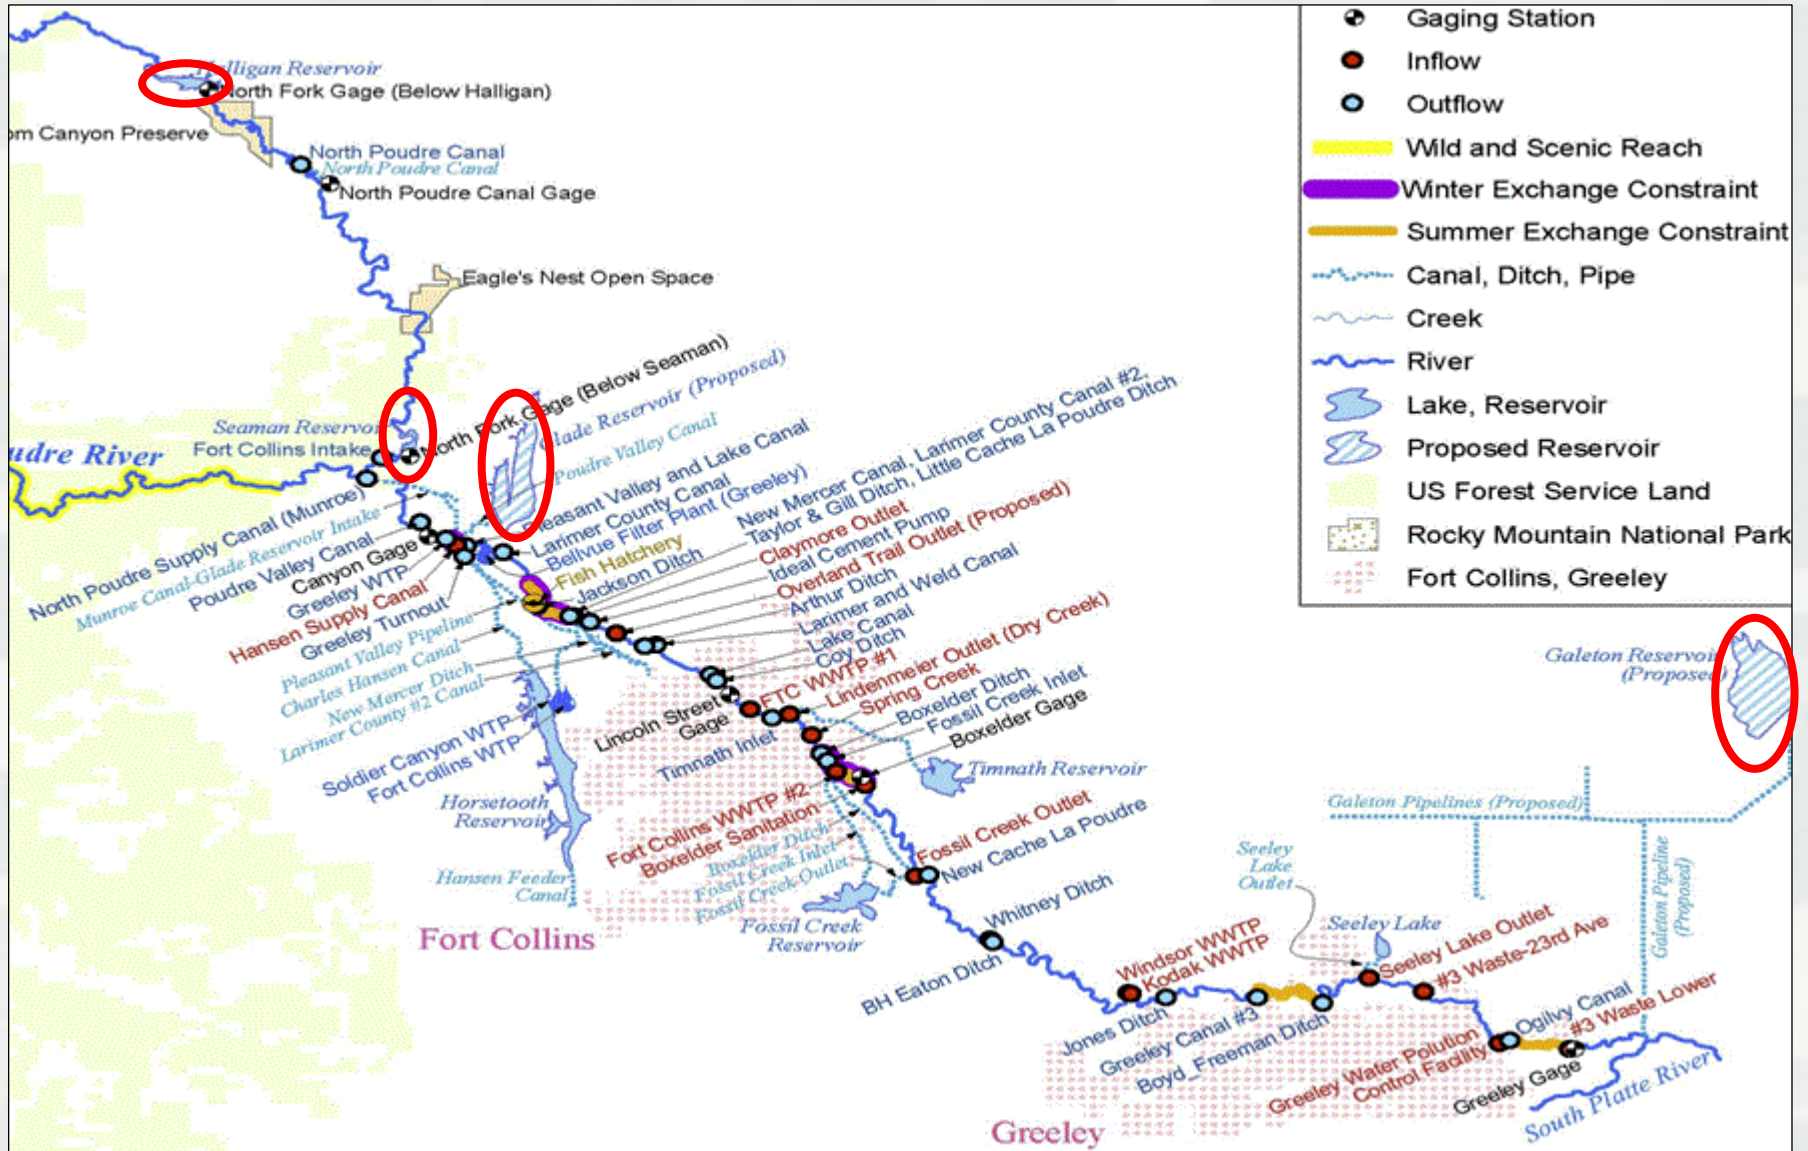 Gaging Station
Inflow
Outflow
Wild and Scenic Reach
Winter Exchange Constraint
Summer Exchange Constraint
Canal, Ditch, Pipe
Creek
River
Lake, Reservoir
Proposed Reservoir
US Forest Service Land
Rocky Mountain National Park
Fort Collins, Greeley
Halligan Reservoir
North Fork Gage (Below Halligan)
om Canyon Preserve
North Poudre Canal
North Poudre Canal
North Poudre Canal Gage
Eagle's Nest Open Space
North Fork Gage (Below Seaman)
Glade Reservoir (Proposed)
Poudre Valley Canal
Seaman Reservoir
Fort Collins Intake
udre River
Pleasant Valley and Lake Canal
Larimer County Canal
Bellvue Filter Plant (Greeley)
Fish Hatchery
Jackson Ditch
New Mercer Canal, Larimer County Canal #2,
Taylor & Gill Ditch, Little Cache La Poudre Ditch
Claymore Outlet
Ideal Cement Pump
Overland Trail Outlet (Proposed)
Arthur Ditch
Larimer and Weld Canal
Lake Canal
Coy Ditch
North Poudre Supply Canal (Munroe)
Munroe Canal-Glade Reservoir Intake
Poudre Valley Canal
Canyon Gage
Greeley WTP
Hansen Supply Canal
Greeley Turnout
Pleasant Valley Pipeline
Charles Hansen Canal
New Mercer Ditch
Larimer County #2 Canal
Soldier Canyon WTP
Fort Collins WTP
Horsetooth
Reservoir
Hansen Feeder
Canal
Fort Collins
FTC WWTP #1
Lindenmeier Outlet (Dry Creek)
Spring Creek
Boxelder Ditch
Fossil Creek Inlet
Boxelder Gage
Lincoln Street
Gage
Timnath Inlet
Timnath Reservoir
Fort Collins WWTP #2
Boxelder Sanitation
Boxelder Ditch
Fossil Creek Inlet
Fossil Creek Outlet
Fossil Creek
Reservoir
Fossil Creek Outlet
New Cache La Poudre
Whitney Ditch
BH Eaton Ditch
Windsor WWTP
Kodak WWTP
Jones Ditch
Greeley Canal #3
Boyd_Freeman Ditch
Seeley
Lake
Outlet
Seeley Lake
Seeley Lake Outlet
#3 Waste-23rd Ave
Ogilvy Canal
#3 Waste Lower
Greeley Water Polution
Control Facility
Greeley Gage
South Platte River
Greeley
Galeton Reservoir
(Proposed)
Galeton Pipelines (Proposed)
Galeton Pipeline
(Proposed)